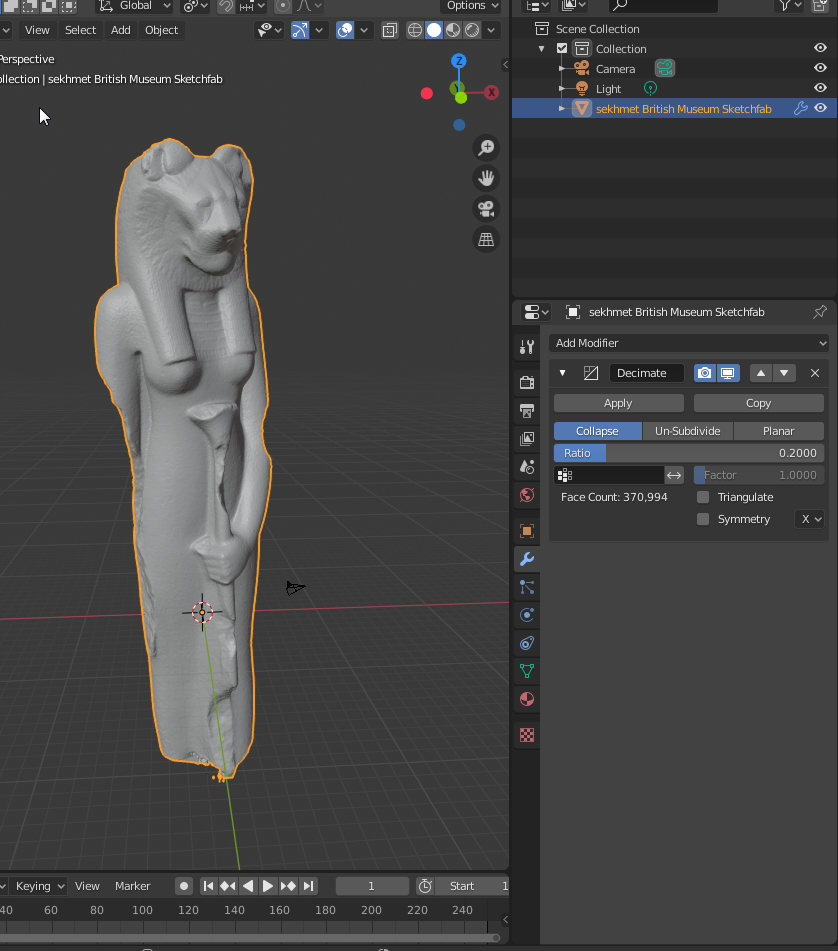 Global
Options
View Select Add Object
Perspective
ollection | sekhmet British Museum Sketchfab
Z
Y
X
Scene Collection
Collection
Camera
Light
sekhmet British Museum Sketchfab
sekhmet British Museum Sketchfab
Add Modifier
Decimate
Apply Copy
Collapse Un-Subdivide Planar
Ratio 0.2000
Factor 1.0000
Face Count: 370,994 Triangulate
Symmetry X
Keying View Marker 1 Start 1
40 60 80 100 120 140 160 180 200 220 240